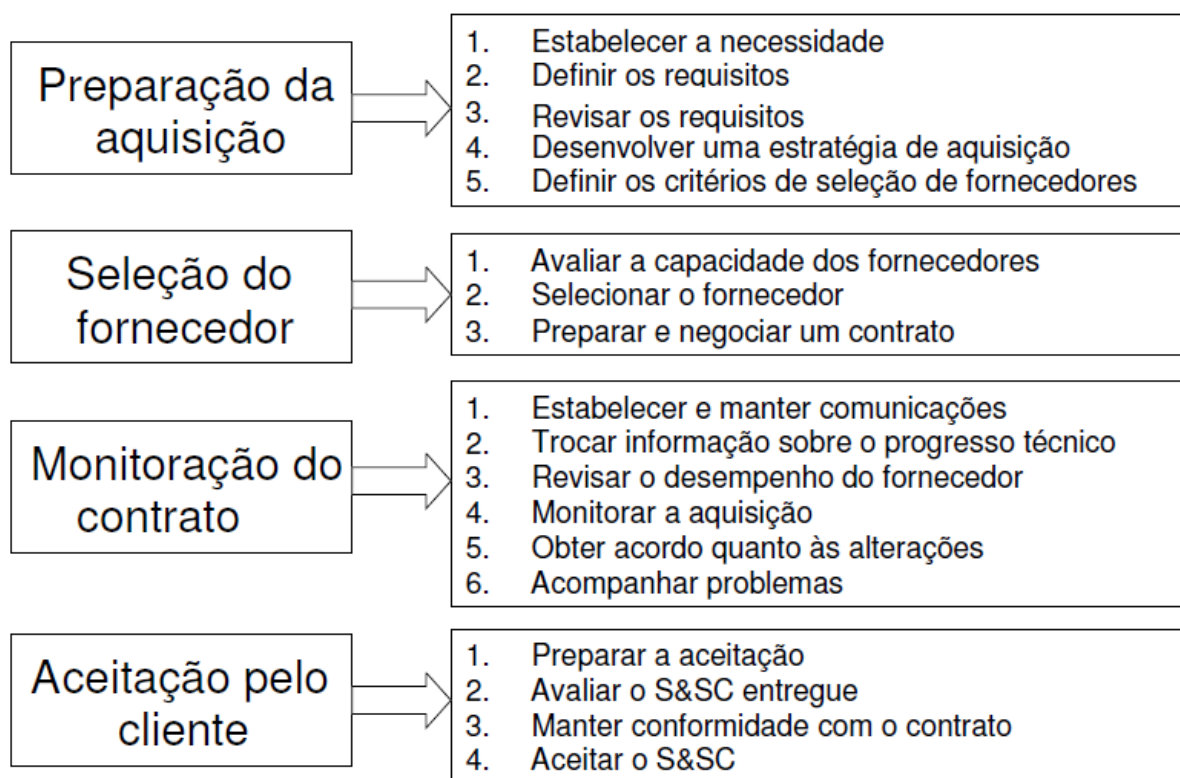 Preparação da
aquisição
1. Estabelecer a necessidade
2. Definir os requisitos
3. Revisar os requisitos
4. Desenvolver uma estratégia de aquisição
5. Definir os critérios de seleção de fornecedores
Seleção do
fornecedor
1. Avaliar a capacidade dos fornecedores
2. Selecionar o fornecedor
3. Preparar e negociar um contrato
Monitoração do
contrato
1. Estabelecer e manter comunicações
2. Trocar informação sobre o progresso técnico
3. Revisar o desempenho do fornecedor
4. Monitorar a aquisição
5. Obter acordo quanto às alterações
6. Acompanhar problemas
Aceitação pelo
cliente
1. Preparar a aceitação
2. Avaliar o S&SC entregue
3. Manter conformidade com o contrato
4. Aceitar o S&SC